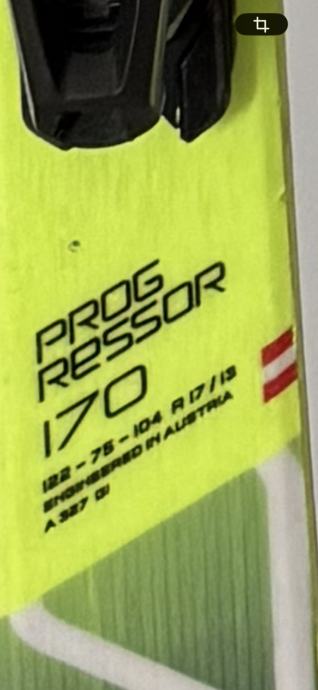 PROG
RESSOR
170
122 - 75 - 104 R 17 / 13
ENGINEERED IN AUSTRIA
A 327 01